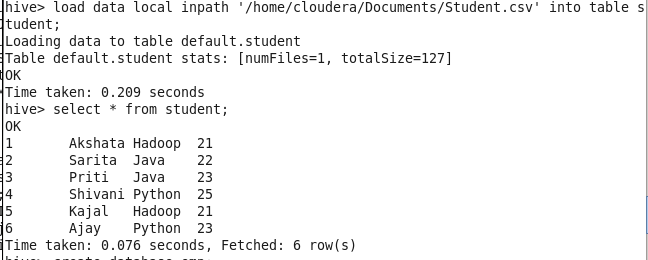 hive> load data local inpath '/home/cloudera/Documents/Student.csv' into table s
tudent;
Loading data to table default.student
Table default.student stats: [numFiles=1, totalSize=127]
OK
Time taken: 0.209 seconds
hive> select * from student;
OK
1 Akshata Hadoop 21
2 Sarita Java 22
3 Priti Java 23
4 Shivani Python 25
5 Kajal Hadoop 21
6 Ajay Python 23
Time taken: 0.076 seconds, Fetched: 6 row(s)